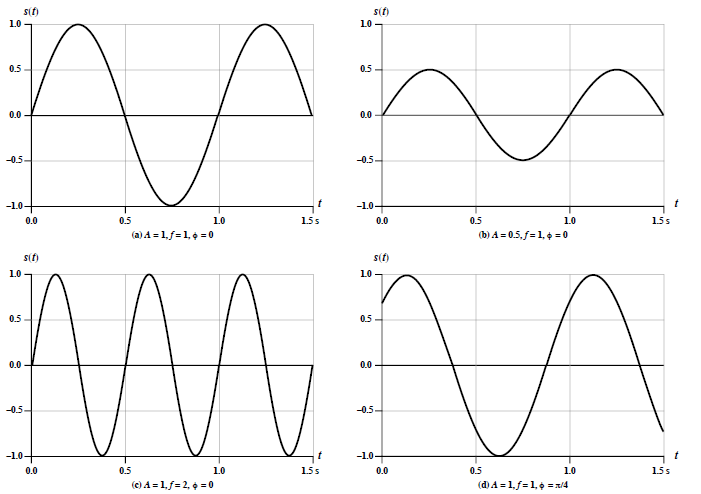 s(t)
1.0
0.5
0.0
−0.5
−1.0
0.0 0.5 1.0 1.5 s
t
(a) A = 1, f = 1, ϕ = 0
s(t)
1.0
0.5
0.0
−0.5
−1.0
0.0 0.5 1.0 1.5 s
t
(b) A = 0.5, f = 1, ϕ = 0
s(t)
1.0
0.5
0.0
−0.5
−1.0
0.0 0.5 1.0 1.5 s
t
(c) A = 1, f = 2, ϕ = 0
s(t)
1.0
0.5
0.0
−0.5
−1.0
0.0 0.5 1.0 1.5 s
t
(d) A = 1, f = 1, ϕ = π/4